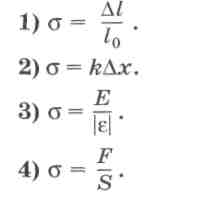 1) σ = Δl / l₀ .
2) σ = kΔx.
3) σ = E / |ε| .
4) σ = F / S .